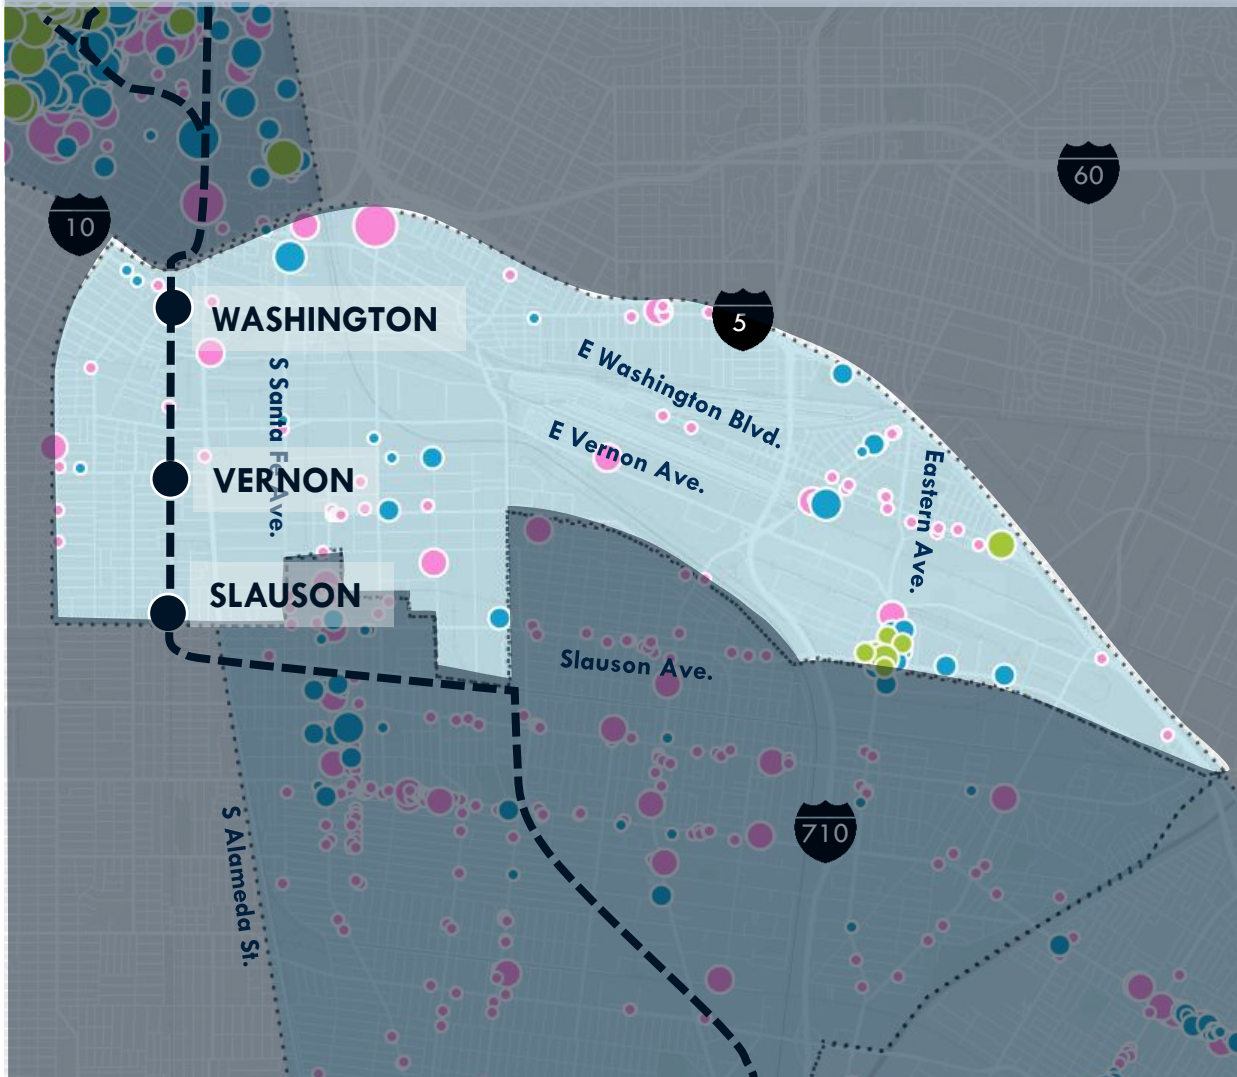 60
10
5
WASHINGTON
E Washington Blvd.
S Santa Fe Ave.
E Vernon Ave.
Eastern Ave.
VERNON
SLAUSON
Slauson Ave.
710
S Alameda St.